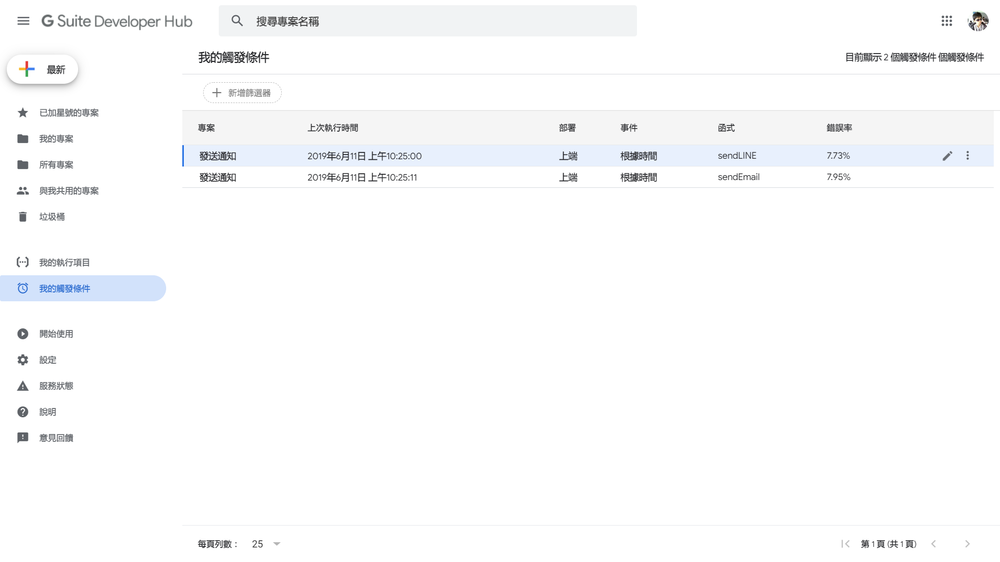 G Suite Developer Hub
搜尋專案名稱
最新
已加星號的專案
我的專案
所有專案
與我共用的專案
垃圾桶
我的執行項目
我的觸發條件
開始使用
設定
服務狀態
說明
意見回饋
我的觸發條件
目前顯示 2 個觸發條件 個觸發條件
新增篩選器
專案 上次執行時間 部署 事件 函式 錯誤率
發送通知 2019年6月11日 上午10:25:00 上端 根據時間 sendLINE 7.73%
發送通知 2019年6月11日 上午10:25:11 上端 根據時間 sendEmail 7.95%
每頁列數： 25
第 1 頁 (共 1 頁)